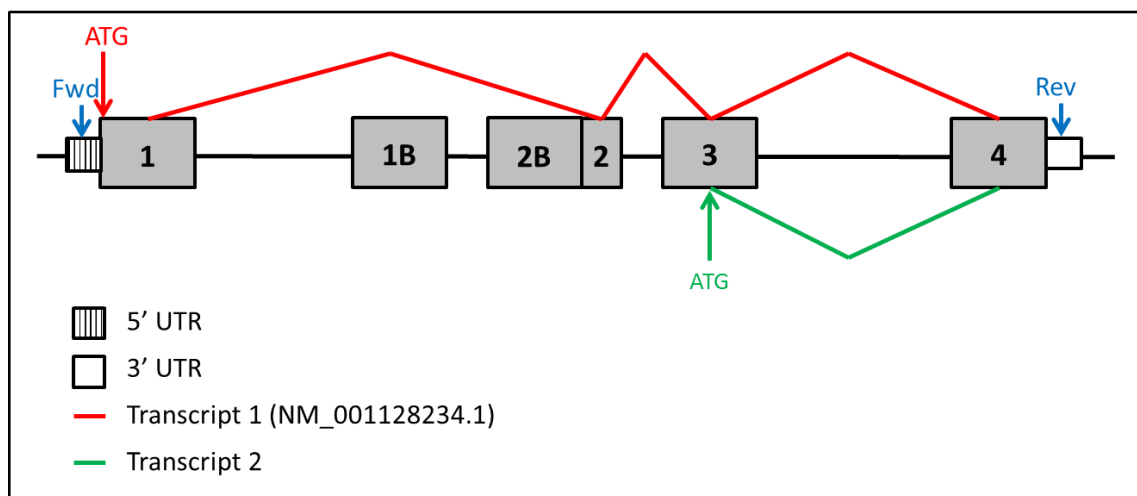 ATG
Fwd
Rev
1
1B
2B
2
3
4
ATG
5’ UTR
3’ UTR
Transcript 1 (NM_001128234.1)
Transcript 2